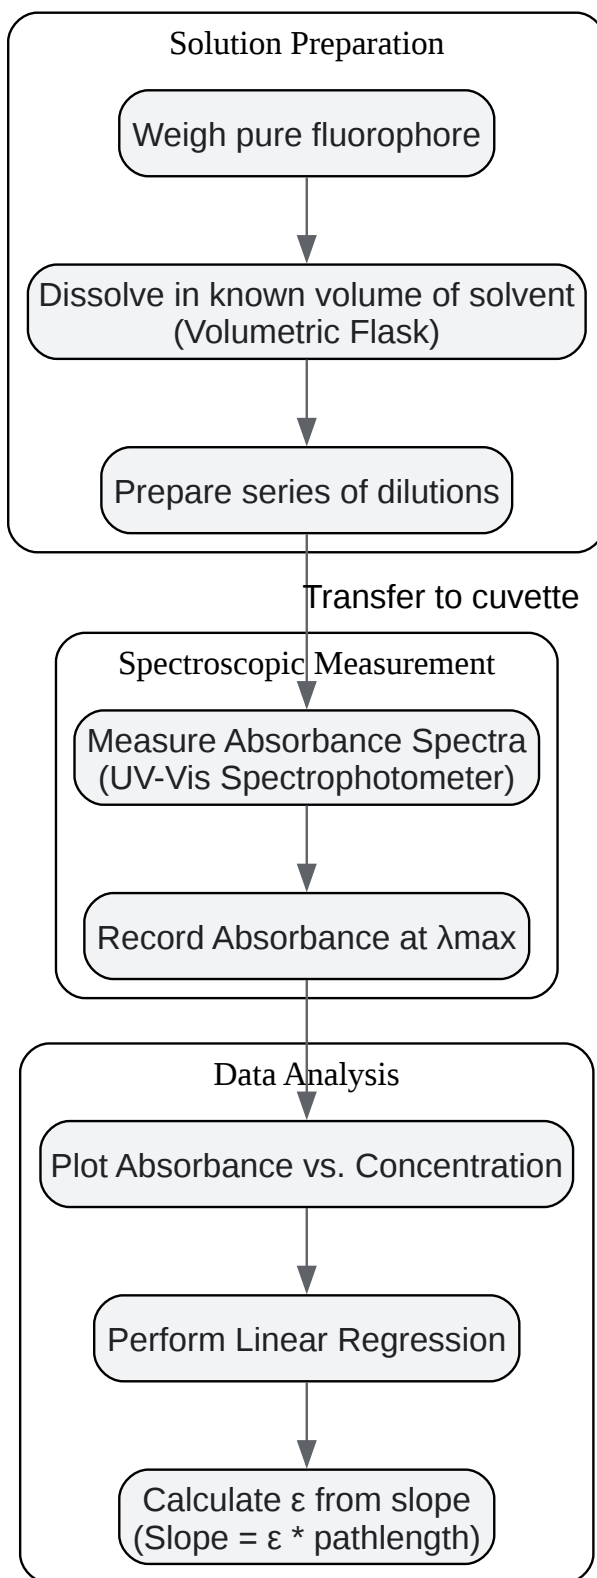 Solution Preparation
Weigh pure fluorophore
Dissolve in known volume of solvent
(Volumetric Flask)
Prepare series of dilutions
Transfer to cuvette
Spectroscopic Measurement
Measure Absorbance Spectra
(UV-Vis Spectrophotometer)
Record Absorbance at λmax
Data Analysis
Plot Absorbance vs. Concentration
Perform Linear Regression
Calculate ε from slope
(Slope = ε * pathlength)